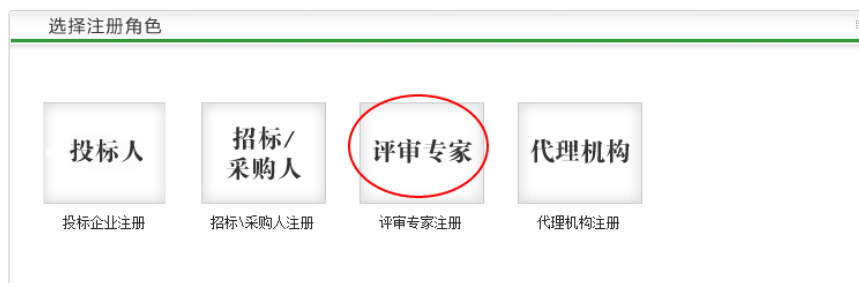 选择注册角色
投标人
招标/
采购人
评审专家
代理机构
投标企业注册
招标\采购人注册
评审专家注册
代理机构注册